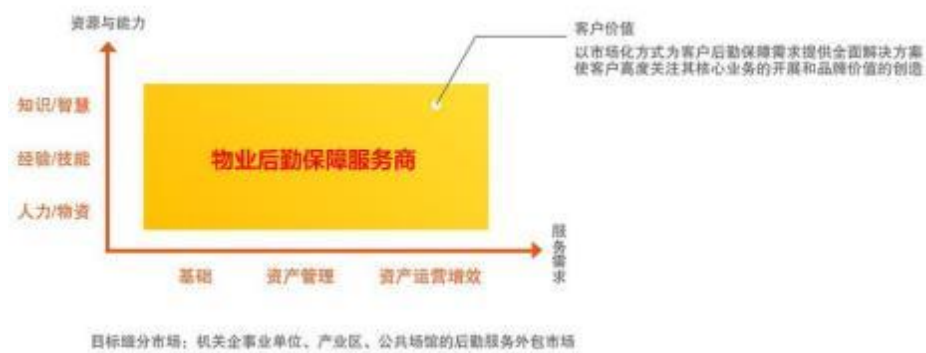 资源与能力
客户价值
以市场化方式为客户后勤保障需求提供全面解决方案
使客户高度关注其核心业务的开展和品牌价值的创造
知识/智慧
经验/技能
人力/物资
物业后勤保障服务商
服务需求
基础 资产管理 资产运营增效
目标细分市场：机关企事业单位、产业区、公共场馆的后勤服务外包市场